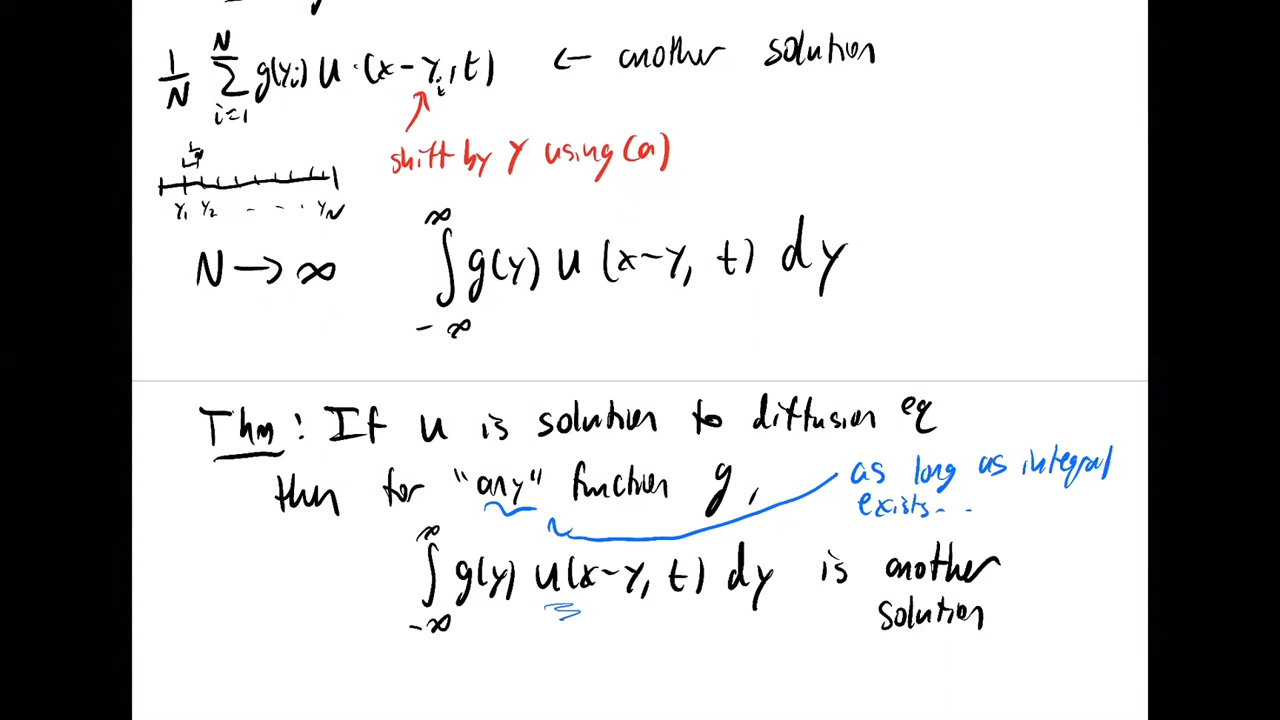 1/N Σ_{i=1}^{N} g(y_i) u · (x - y_i, t) ← another solution
shift by y using (a)
y_1 y_2 - - . y_N
N → ∞ ∫_{-∞}^{∞} g(y) u (x-y, t) dy
Thm : If u is solution to diffusion eq
then for "any" function g,
as long as integral
exists...
∫_{-∞}^{∞} g(y) u(x-y, t) dy is another
solution